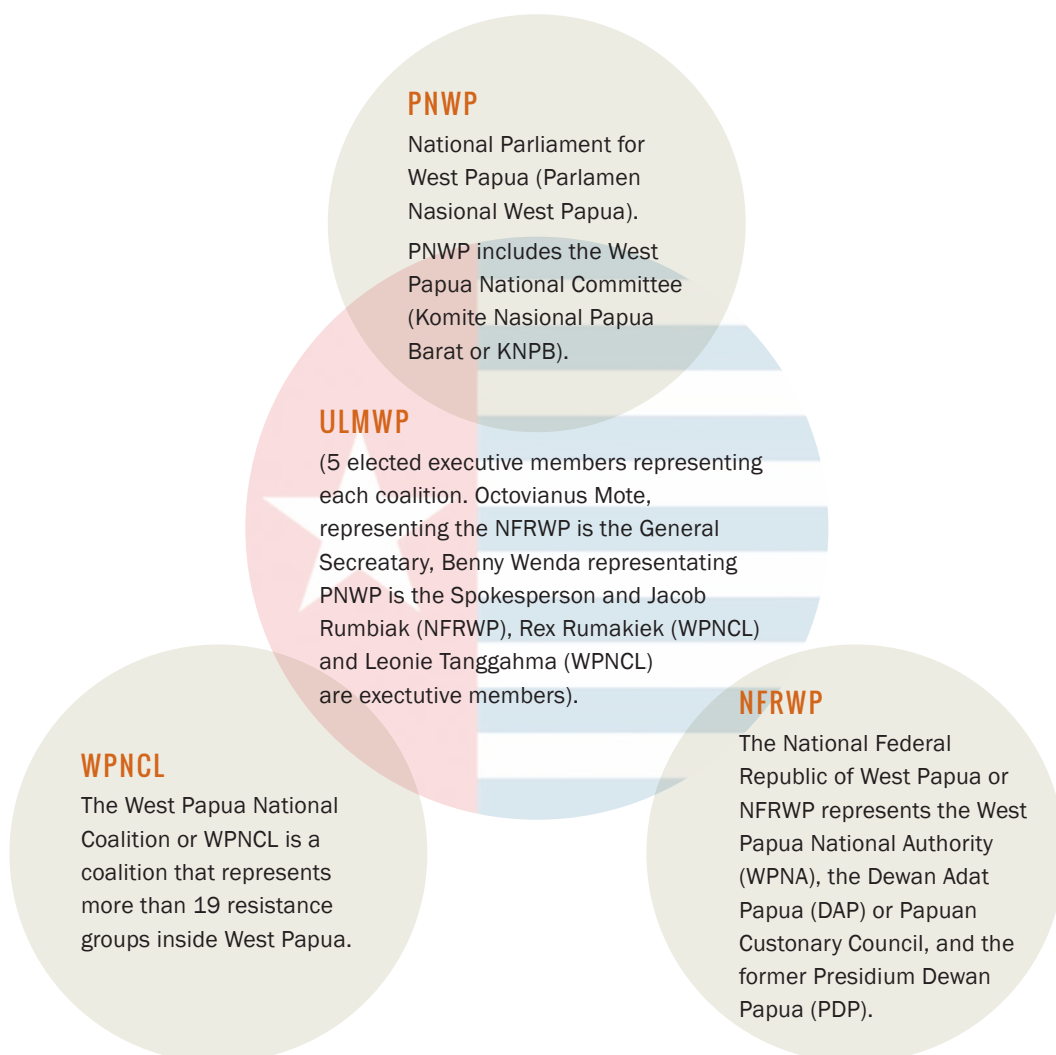 PNWP
National Parliament for
West Papua (Parlamen
Nasional West Papua).
PNWP includes the West
Papua National Committee
(Komite Nasional Papua
Barat or KNPB).
ULMWP
(5 elected executive members representing
each coalition. Octovianus Mote,
representing the NFRWP is the General
Secreatary, Benny Wenda representating
PNWP is the Spokesperson and Jacob
Rumbiak (NFRWP), Rex Rumakiek (WPNCL)
and Leonie Tanggahma (WPNCL)
are exectutive members).
WPNCL
The West Papua National
Coalition or WPNCL is a
coalition that represents
more than 19 resistance
groups inside West Papua.
NFRWP
The National Federal
Republic of West Papua or
NFRWP represents the West
Papua National Authority
(WPNA), the Dewan Adat
Papua (DAP) or Papuan
Custonary Council, and the
former Presidium Dewan
Papua (PDP).